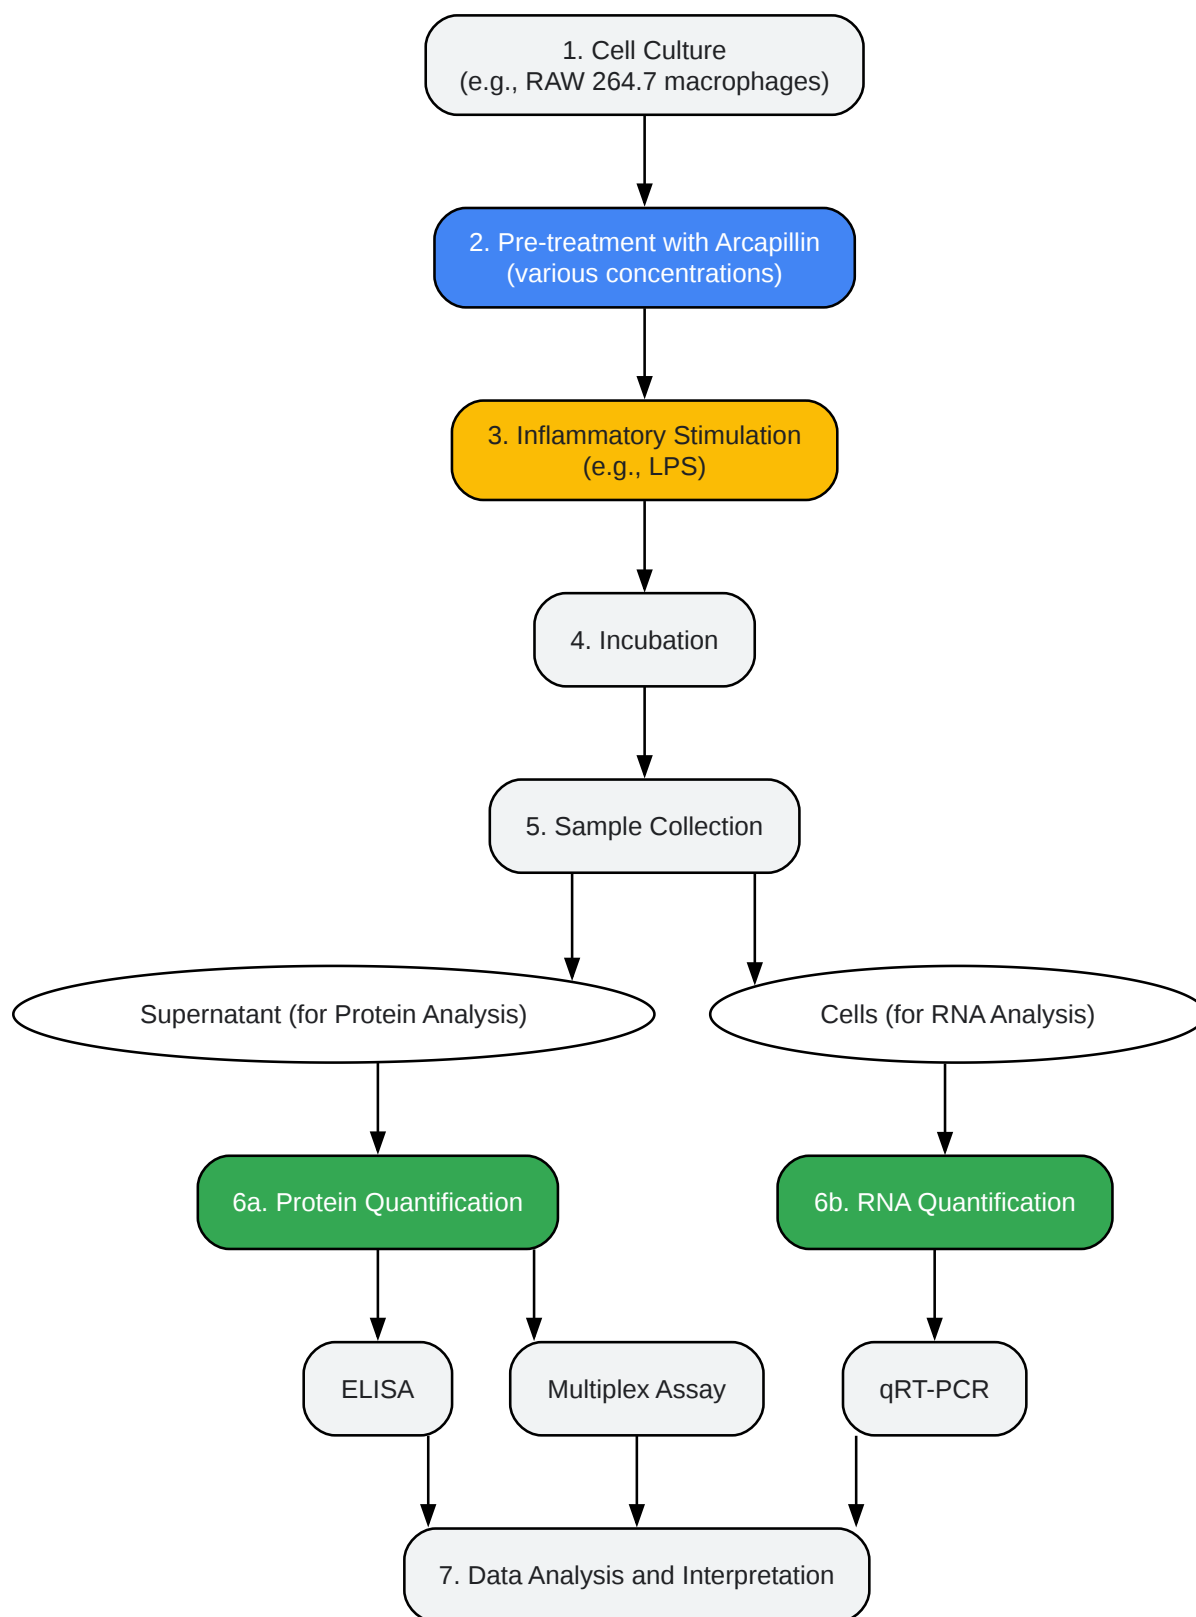 1. Cell Culture
(e.g., RAW 264.7 macrophages)
2. Pre-treatment with Arcapillin
(various concentrations)
3. Inflammatory Stimulation
(e.g., LPS)
4. Incubation
5. Sample Collection
Supernatant (for Protein Analysis)
Cells (for RNA Analysis)
6a. Protein Quantification
6b. RNA Quantification
ELISA
Multiplex Assay
qRT-PCR
7. Data Analysis and Interpretation